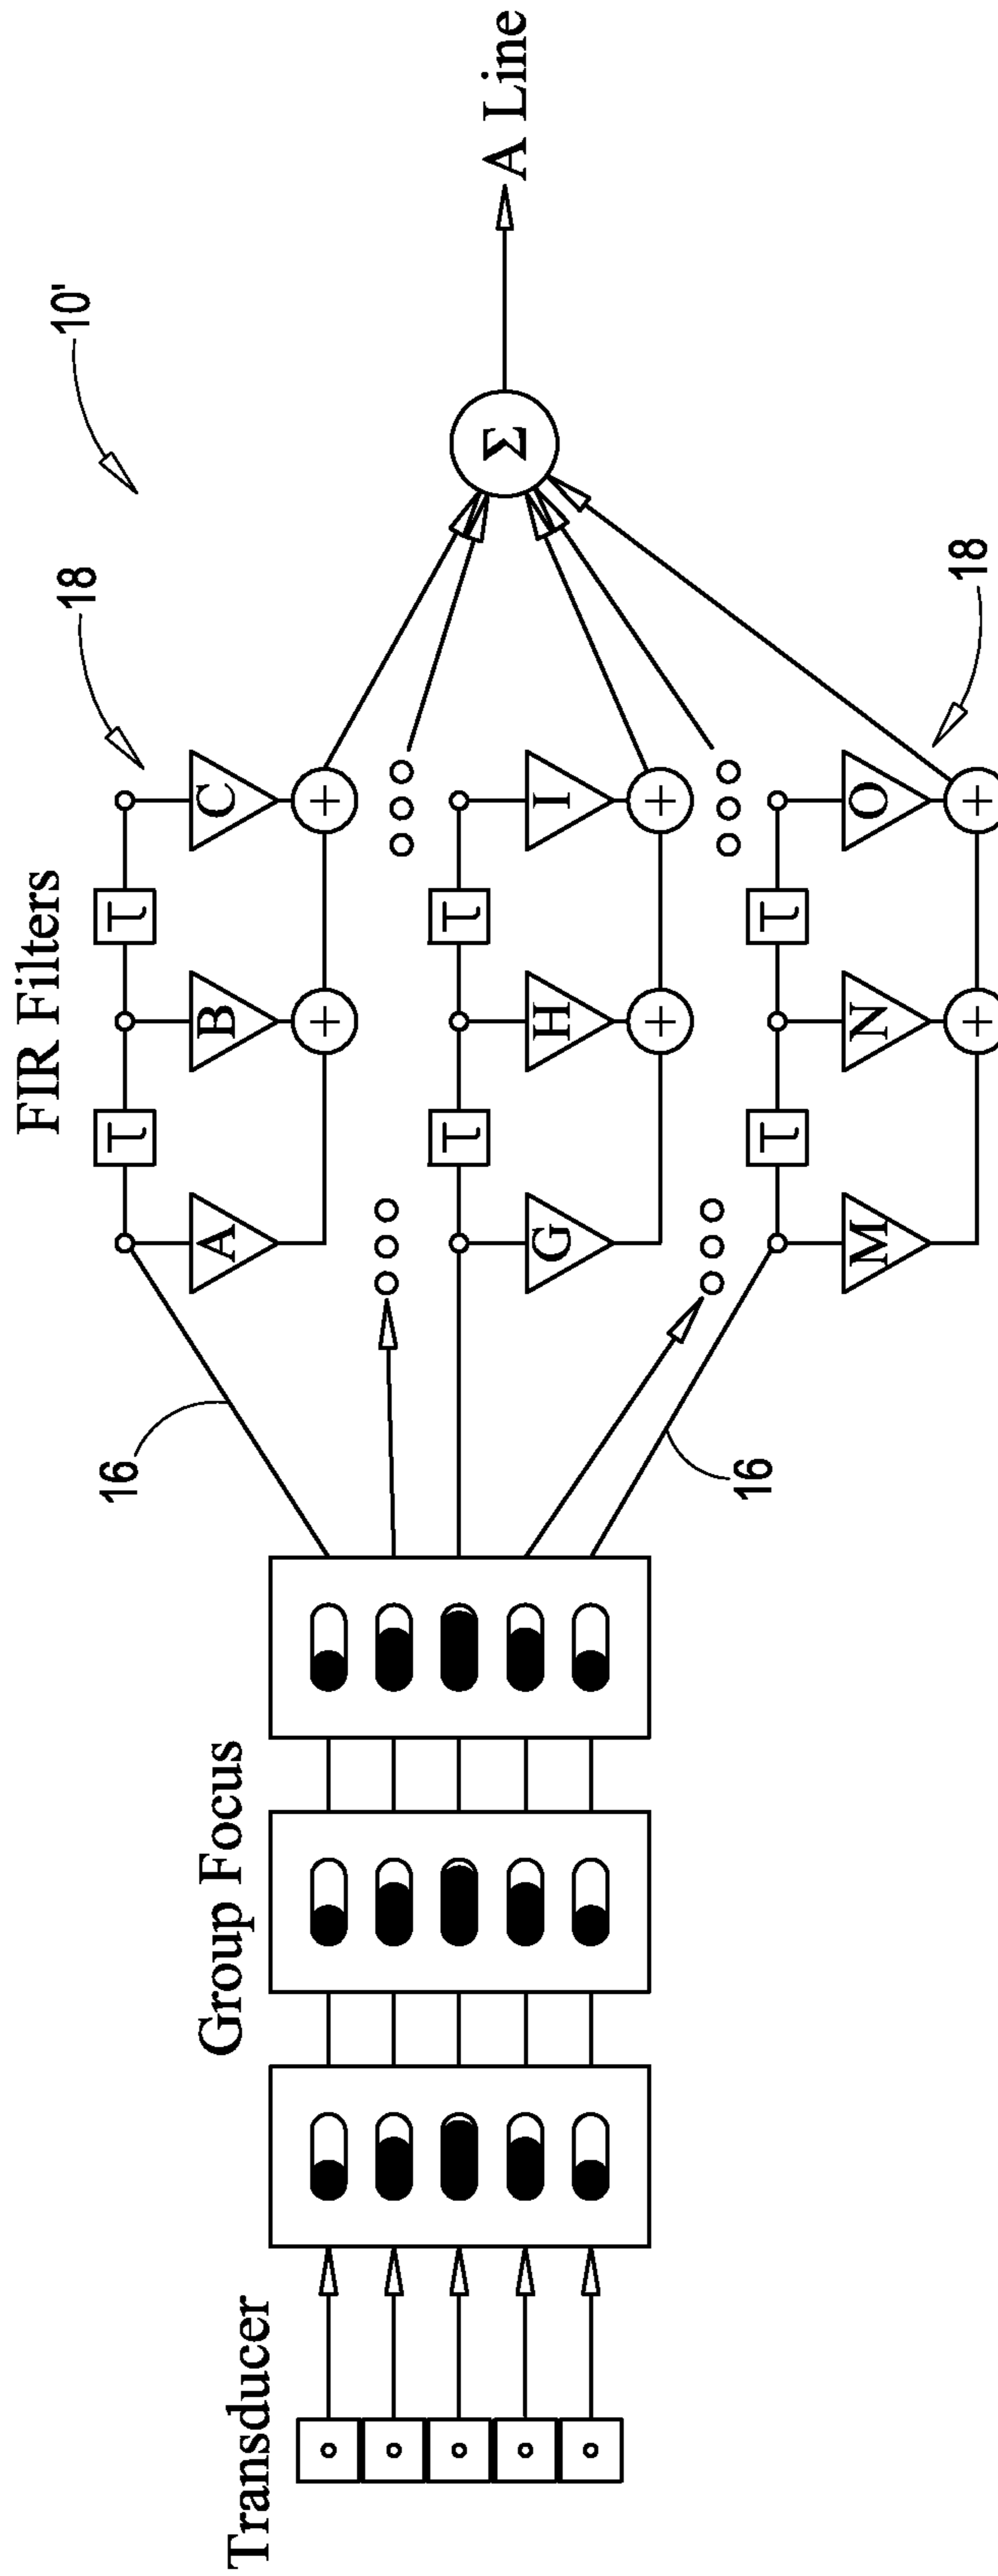 10'
FIR Filters
18
τ
τ
A
B
C
+
+
16
Group Focus
Transducer
τ
τ
G
H
I
+
+
Σ
A Line
τ
τ
M
N
O
+
+
16
18